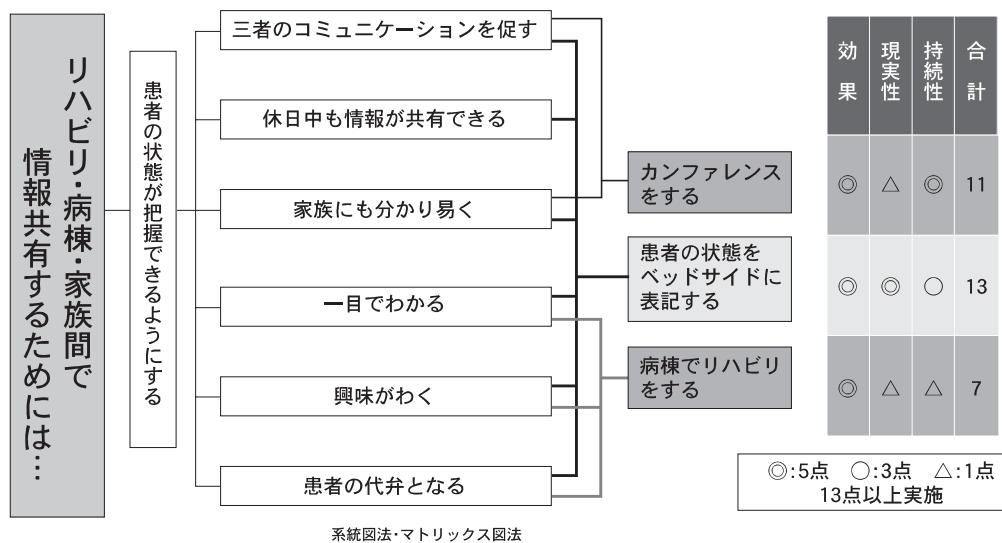 リハビリ・病棟・家族間で
情報共有するためには…
患者の状態が把握できるようにする
三者のコミュニケーションを促す
休日中も情報が共有できる
家族にも分かり易く
一目でわかる
興味がわく
患者の代弁となる
カンファレンス
をする
患者の状態を
ベッドサイドに
表記する
病棟でリハビリ
をする
効果 現実性 持続性 合計
◎ △ ◎ 11
◎ ◎ ○ 13
◎ △ △ 7
◎:5点 ○:3点 △:1点
13点以上実施
系統図法・マトリックス図法